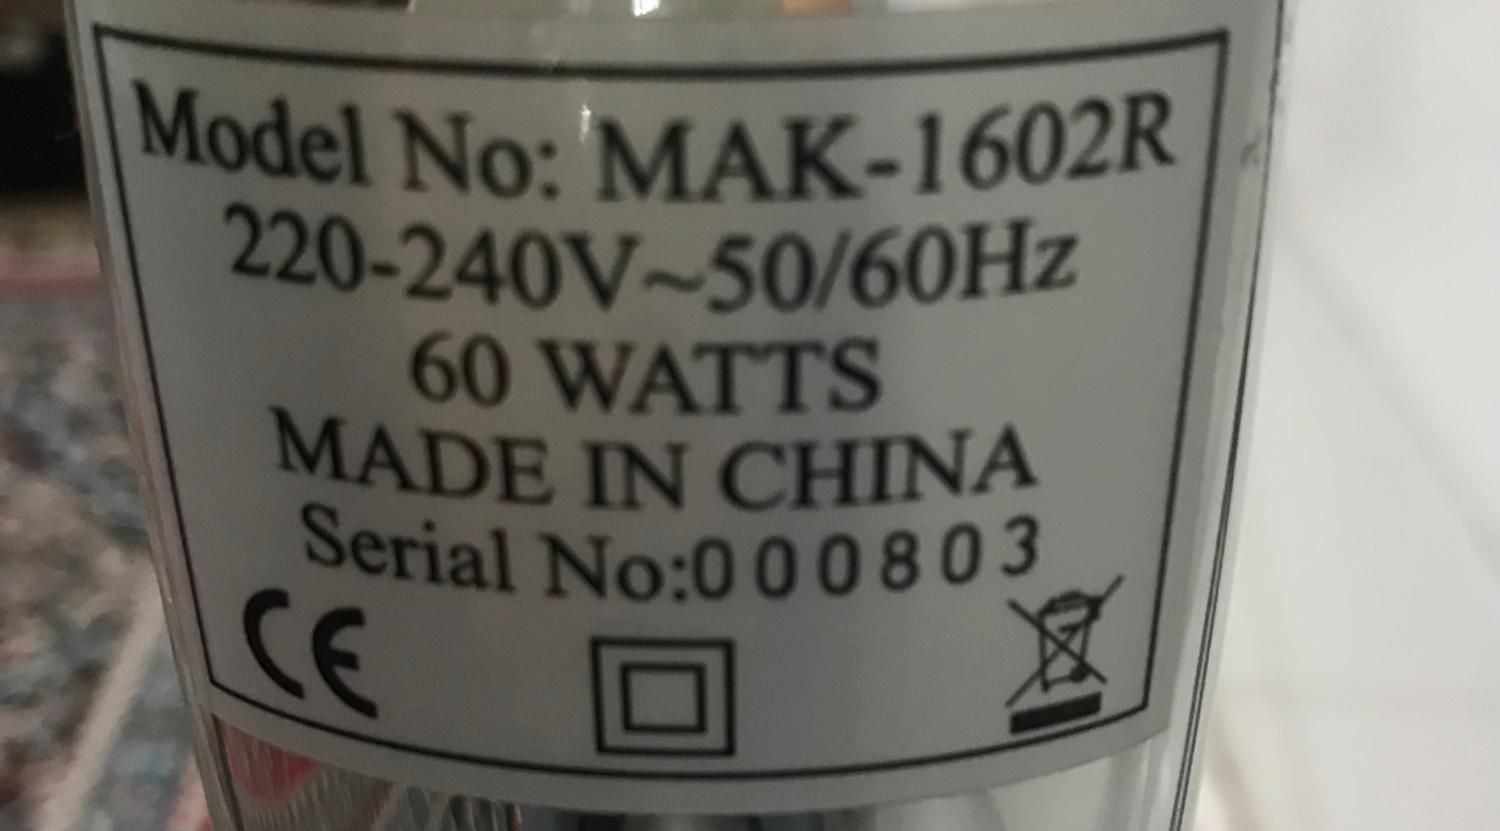 Model No: MAK-1602R
220-240V~50/60Hz
60 WATTS
MADE IN CHINA
Serial No:000803
CE